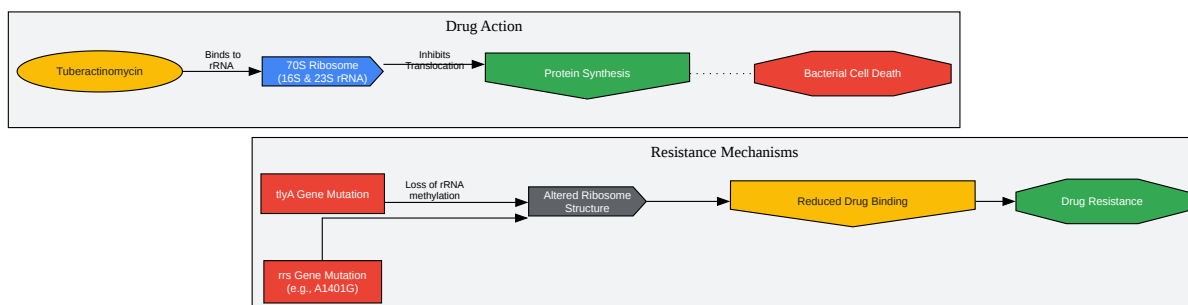 Drug Action
Tuberactinomycin
Binds to
rRNA
70S Ribosome
(16S & 23S rRNA)
Inhibits
Translocation
Protein Synthesis
Bacterial Cell Death
Resistance Mechanisms
tlyA Gene Mutation
Loss of rRNA
methylation
Altered Ribosome
Structure
Reduced Drug Binding
Drug Resistance
rrs Gene Mutation
(e.g., A1401G)